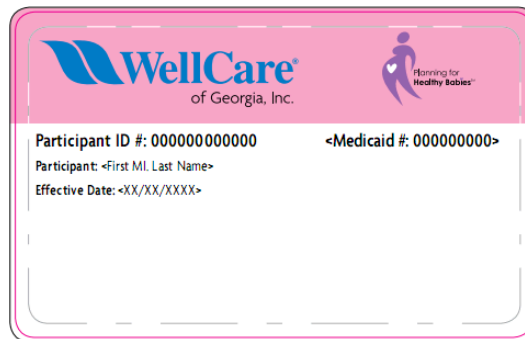 WellCare®
of Georgia, Inc.
Planning for
Healthy Babies℠
Participant ID #: 000000000000 <Medicaid #: 000000000>
Participant: <First MI. Last Name>
Effective Date: <XX/XX/XXXX>